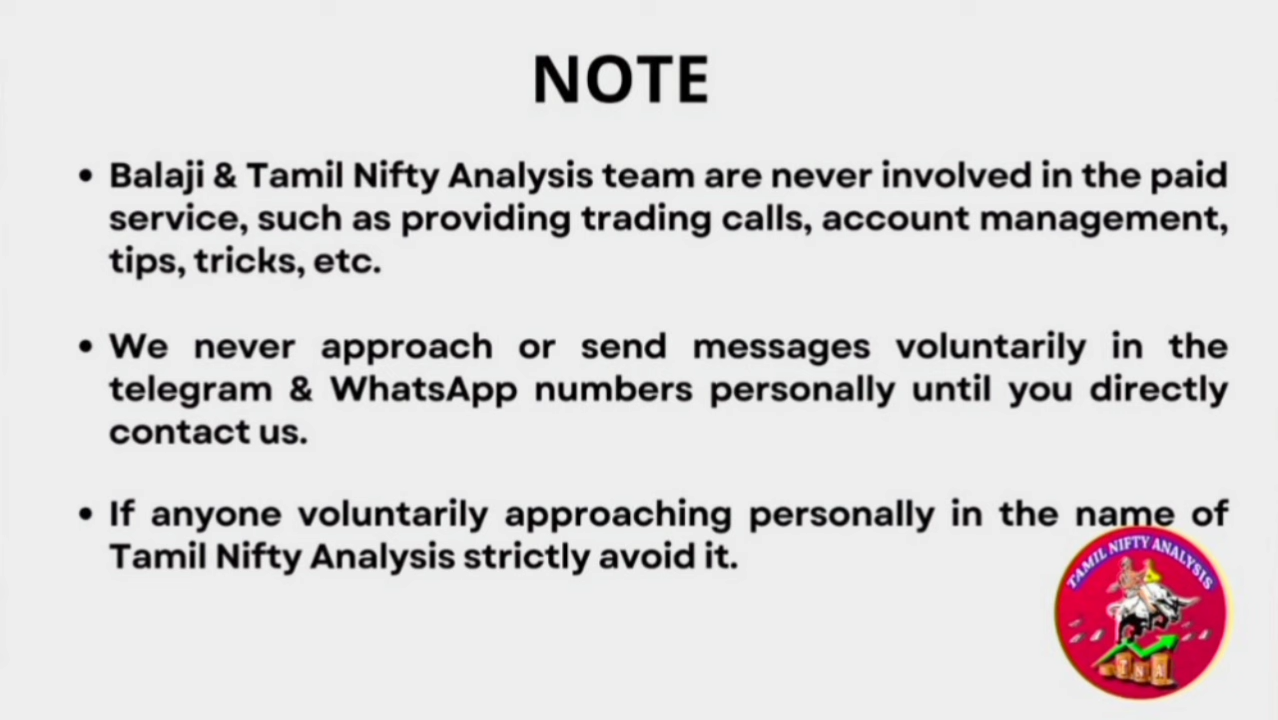 NOTE
• Balaji & Tamil Nifty Analysis team are never involved in the paid
service, such as providing trading calls, account management,
tips, tricks, etc.
• We never approach or send messages voluntarily in the
telegram & WhatsApp numbers personally until you directly
contact us.
• If anyone voluntarily approaching personally in the name of
Tamil Nifty Analysis strictly avoid it.
TAMIL NIFTY ANALYSIS
TNA